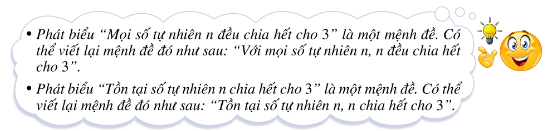 • Phát biểu “Mọi số tự nhiên n đều chia hết cho 3” là một mệnh đề. Có
thể viết lại mệnh đề đó như sau: “Với mọi số tự nhiên n, n đều chia hết
cho 3”.
• Phát biểu “Tồn tại số tự nhiên n chia hết cho 3” là một mệnh đề. Có thể
viết lại mệnh đề đó như sau: “Tồn tại số tự nhiên n, n chia hết cho 3”.